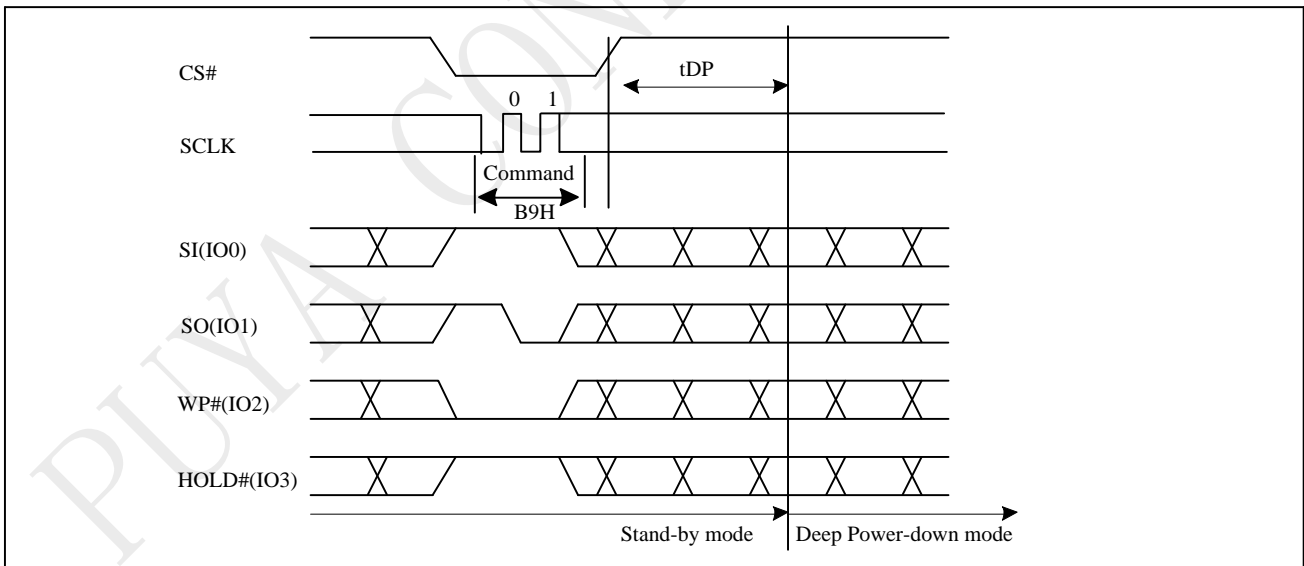 PUYA CON
CS#
tDP
0 1
SCLK
Command
B9H
SI(IO0)
SO(IO1)
WP#(IO2)
HOLD#(IO3)
Stand-by mode
Deep Power-down mode